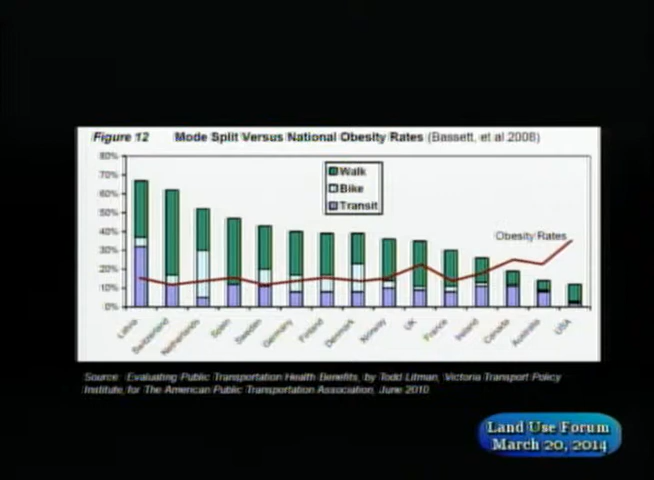 Figure 12 Mode Split Versus National Obesity Rates (Bassett, et al 2008)
80%
70%
60%
50%
40%
30%
20%
10%
0%
Walk
Bike
Transit
Obesity Rates
Latvia
Switzerland
Netherlands
Spain
Sweden
Germany
Finland
Denmark
Norway
UK
France
Ireland
Canada
Australia
USA
Source: Evaluating Public Transportation Health Benefits, by Todd Litman, Victoria Transport Policy
Institute, for The American Public Transportation Association, June 2010
Land Use Forum
March 20, 2014